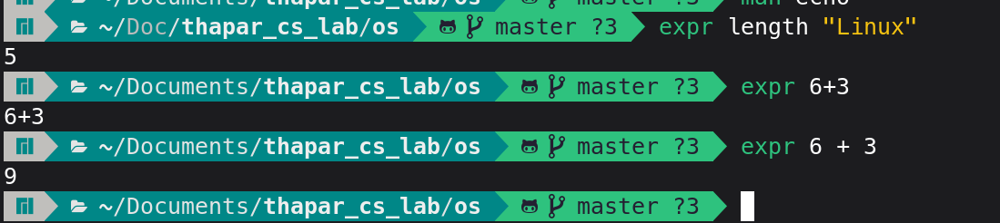 ~/Documents/thapar_cs_lab/os master ?3 man echo
~/Doc/thapar_cs_lab/os master ?3 expr length "Linux"
5
~/Documents/thapar_cs_lab/os master ?3 expr 6+3
6+3
~/Documents/thapar_cs_lab/os master ?3 expr 6 + 3
9
~/Documents/thapar_cs_lab/os master ?3